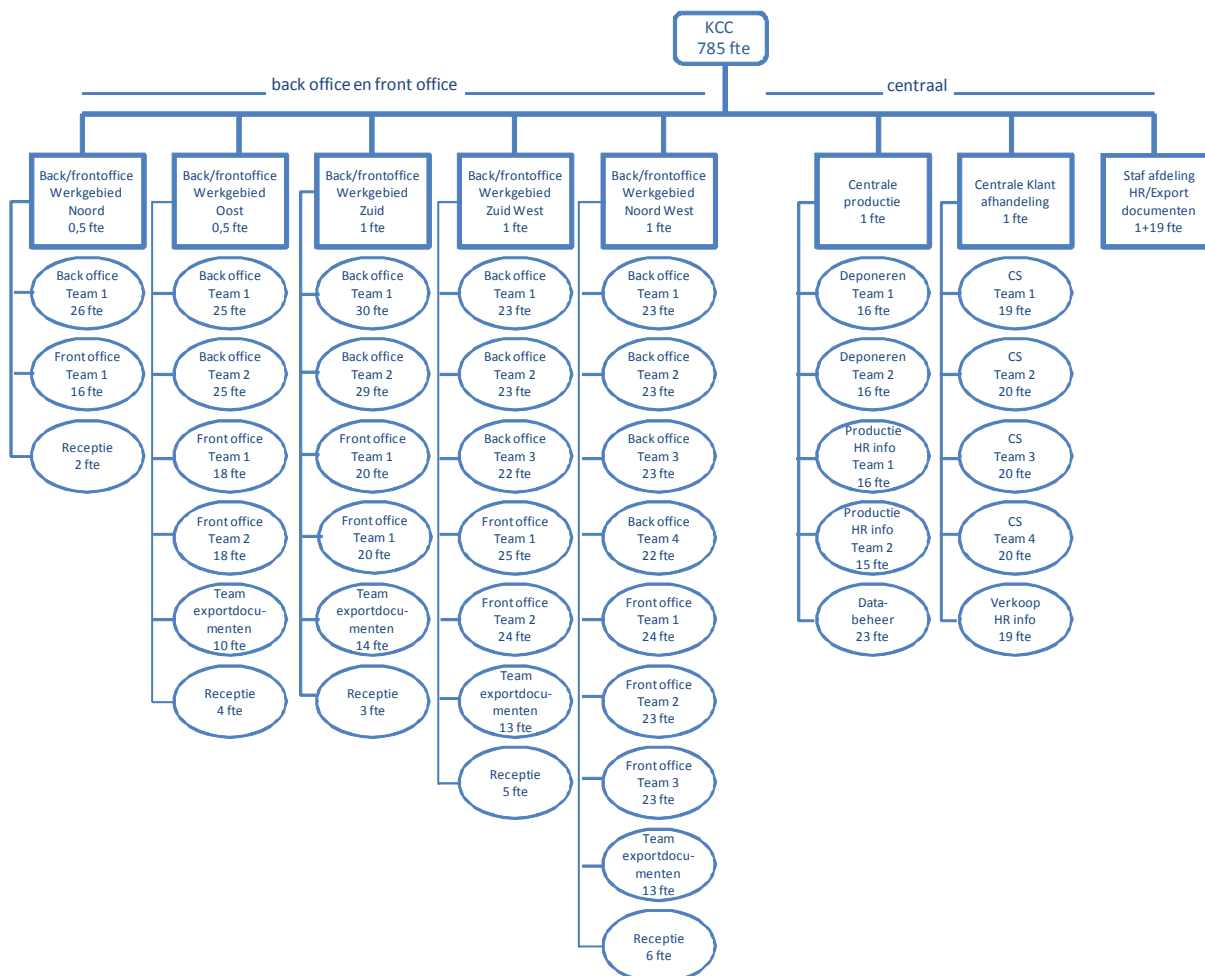 KCC
785 fte
back office en front office
centraal
Back/frontoffice
Werkgebied
Noord
0,5 fte
Back office
Team 1
26 fte
Front office
Team 1
16 fte
Receptie
2 fte
Back/frontoffice
Werkgebied
Oost
0,5 fte
Back office
Team 1
25 fte
Back office
Team 2
25 fte
Front office
Team 1
18 fte
Front office
Team 2
18 fte
Team
exportdocu-
menten
10 fte
Receptie
4 fte
Back/frontoffice
Werkgebied
Zuid
1 fte
Back office
Team 1
30 fte
Back office
Team 2
29 fte
Front office
Team 1
20 fte
Front office
Team 1
20 fte
Team
exportdocu-
menten
14 fte
Receptie
3 fte
Back/frontoffice
Werkgebied
Zuid West
1 fte
Back office
Team 1
23 fte
Back office
Team 2
23 fte
Back office
Team 3
22 fte
Front office
Team 1
25 fte
Front office
Team 2
24 fte
Team
exportdocu-
menten
13 fte
Receptie
5 fte
Back/frontoffice
Werkgebied
Noord West
1 fte
Back office
Team 1
23 fte
Back office
Team 2
23 fte
Back office
Team 3
23 fte
Back office
Team 4
22 fte
Front office
Team 1
24 fte
Front office
Team 2
23 fte
Front office
Team 3
23 fte
Team
exportdocu-
menten
13 fte
Receptie
6 fte
Centrale
productie
1 fte
Deponeren
Team 1
16 fte
Deponeren
Team 2
16 fte
Productie
HR info
Team 1
16 fte
Productie
HR info
Team 2
15 fte
Data-
beheer
23 fte
Centrale Klant
afhandeling
1 fte
CS
Team 1
19 fte
CS
Team 2
20 fte
CS
Team 3
20 fte
CS
Team 4
20 fte
Verkoop
HR info
19 fte
Staf afdeling
HR/Export
documenten
1+19 fte